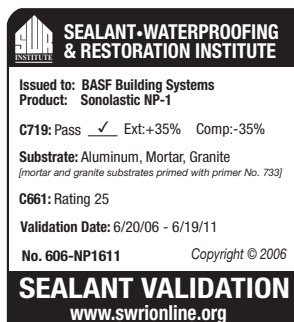 SWR
INSTITUTE
SEALANT•WATERPROOFING
& RESTORATION INSTITUTE
Issued to: BASF Building Systems
Product: Sonolastic NP-1
C719: Pass ✓ Ext:+35% Comp:-35%
Substrate: Aluminum, Mortar, Granite
[mortar and granite substrates primed with primer No. 733]
C661: Rating 25
Validation Date: 6/20/06 - 6/19/11
No. 606-NP1611 Copyright © 2006
SEALANT VALIDATION
www.swrionline.org